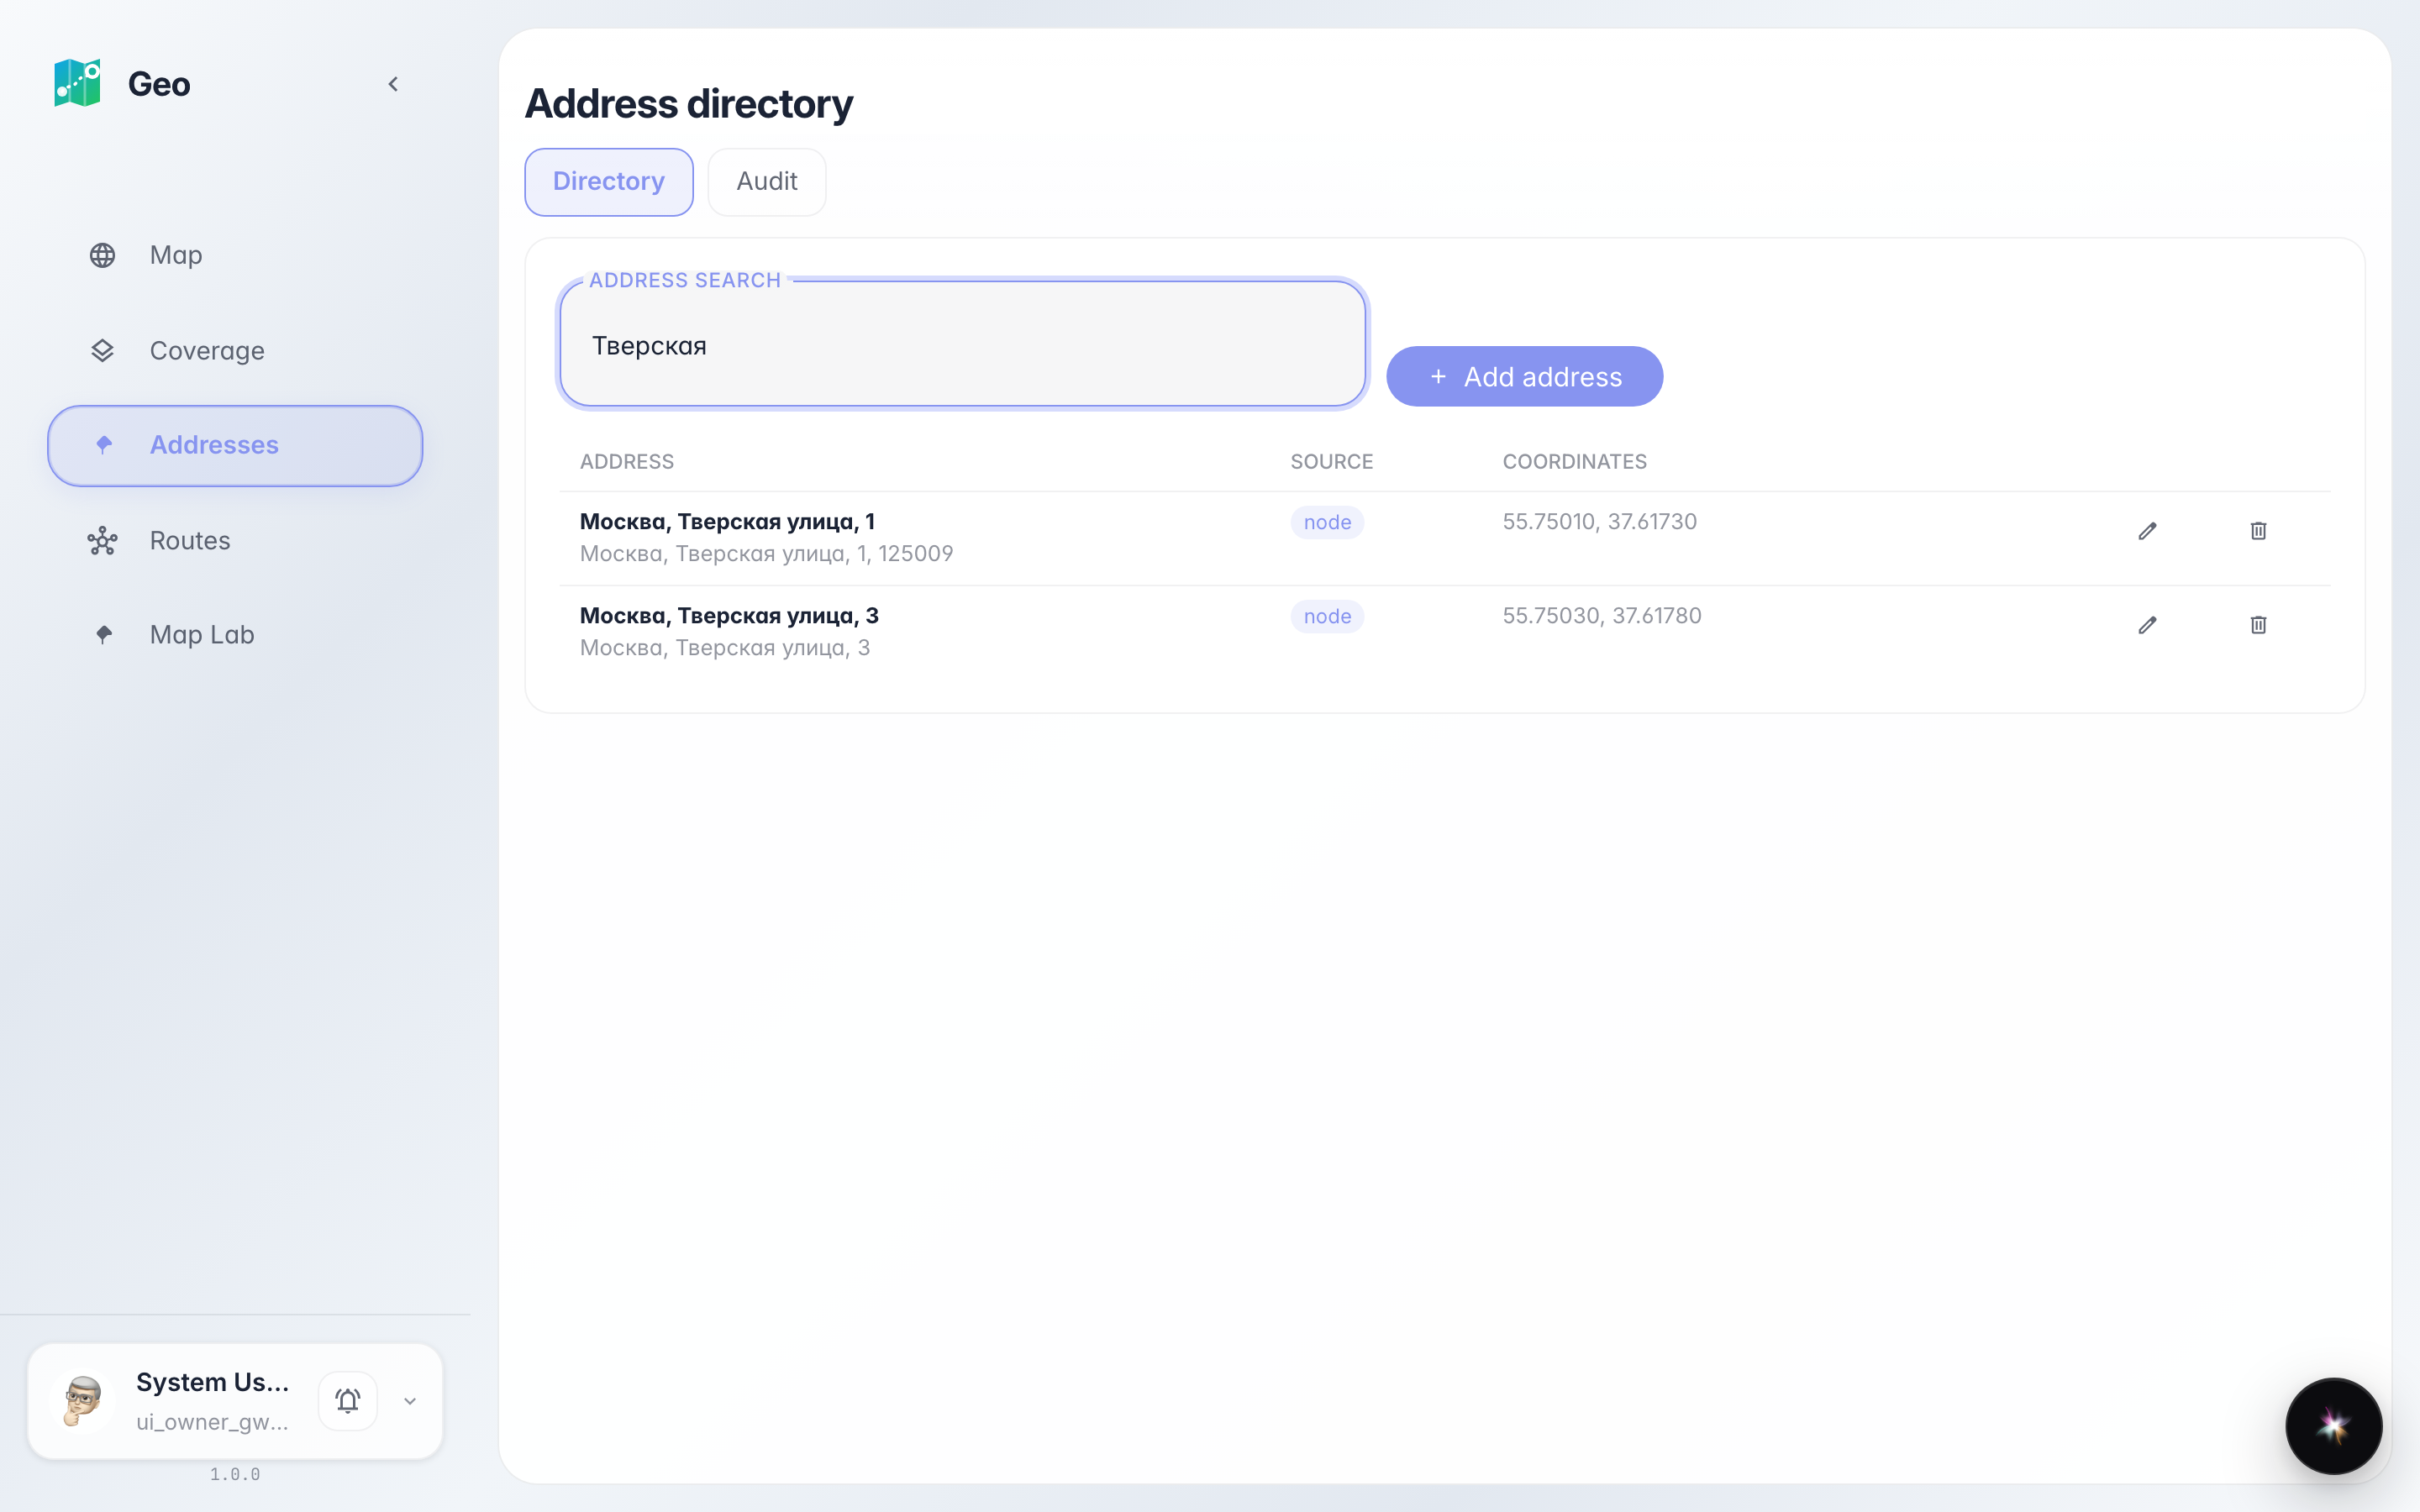 Geo
Map
Coverage
Addresses
Routes
Map Lab
System Us...
ui_owner_gw...
1.0.0
Address directory
Directory
Audit
ADDRESS SEARCH
Тверская
+ Add address
ADDRESS SOURCE COORDINATES
Москва, Тверская улица, 1 node 55.75010, 37.61730
Москва, Тверская улица, 1, 125009
Москва, Тверская улица, 3 node 55.75030, 37.61780
Москва, Тверская улица, 3